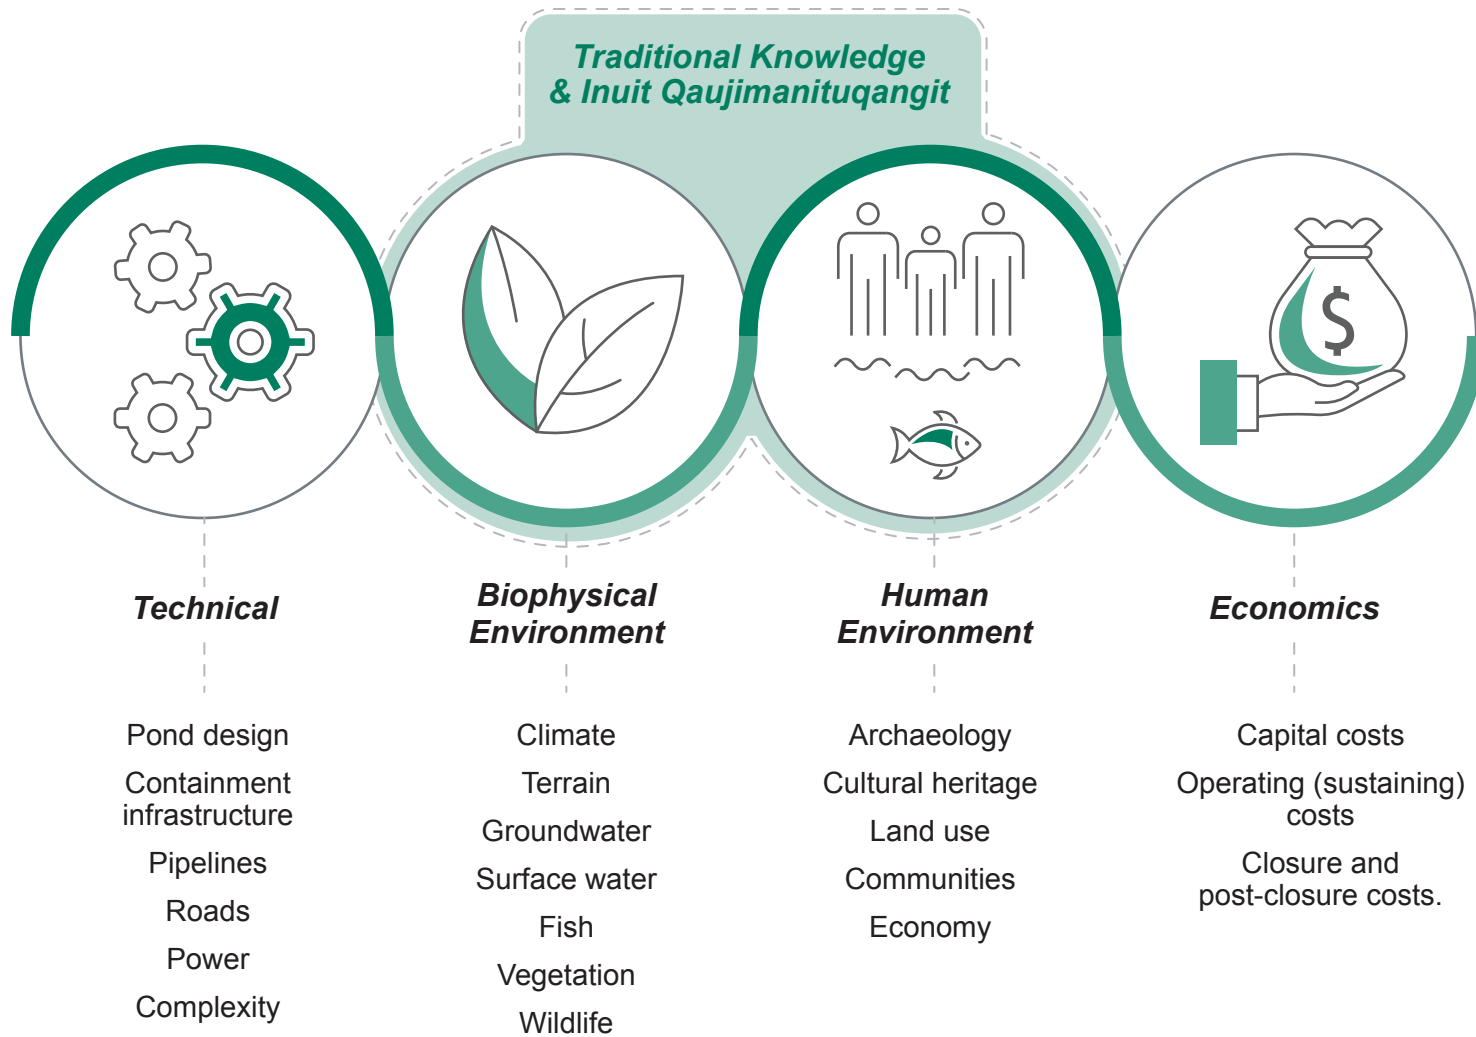 Traditional Knowledge
& Inuit Qaujimanituqangit
$
Technical
Pond design
Containment
infrastructure
Pipelines
Roads
Power
Complexity
Biophysical
Environment
Climate
Terrain
Groundwater
Surface water
Fish
Vegetation
Wildlife
Human
Environment
Archaeology
Cultural heritage
Land use
Communities
Economy
Economics
Capital costs
Operating (sustaining)
costs
Closure and
post-closure costs.